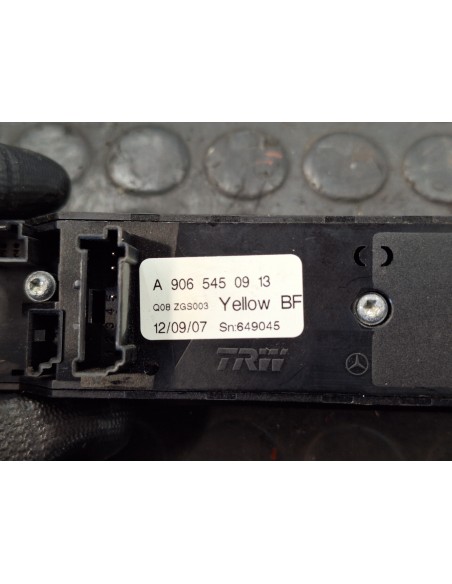 A 906 545 09 13
Q08 ZGS003 Yellow BF
12/09/07 Sn:649045
TRW